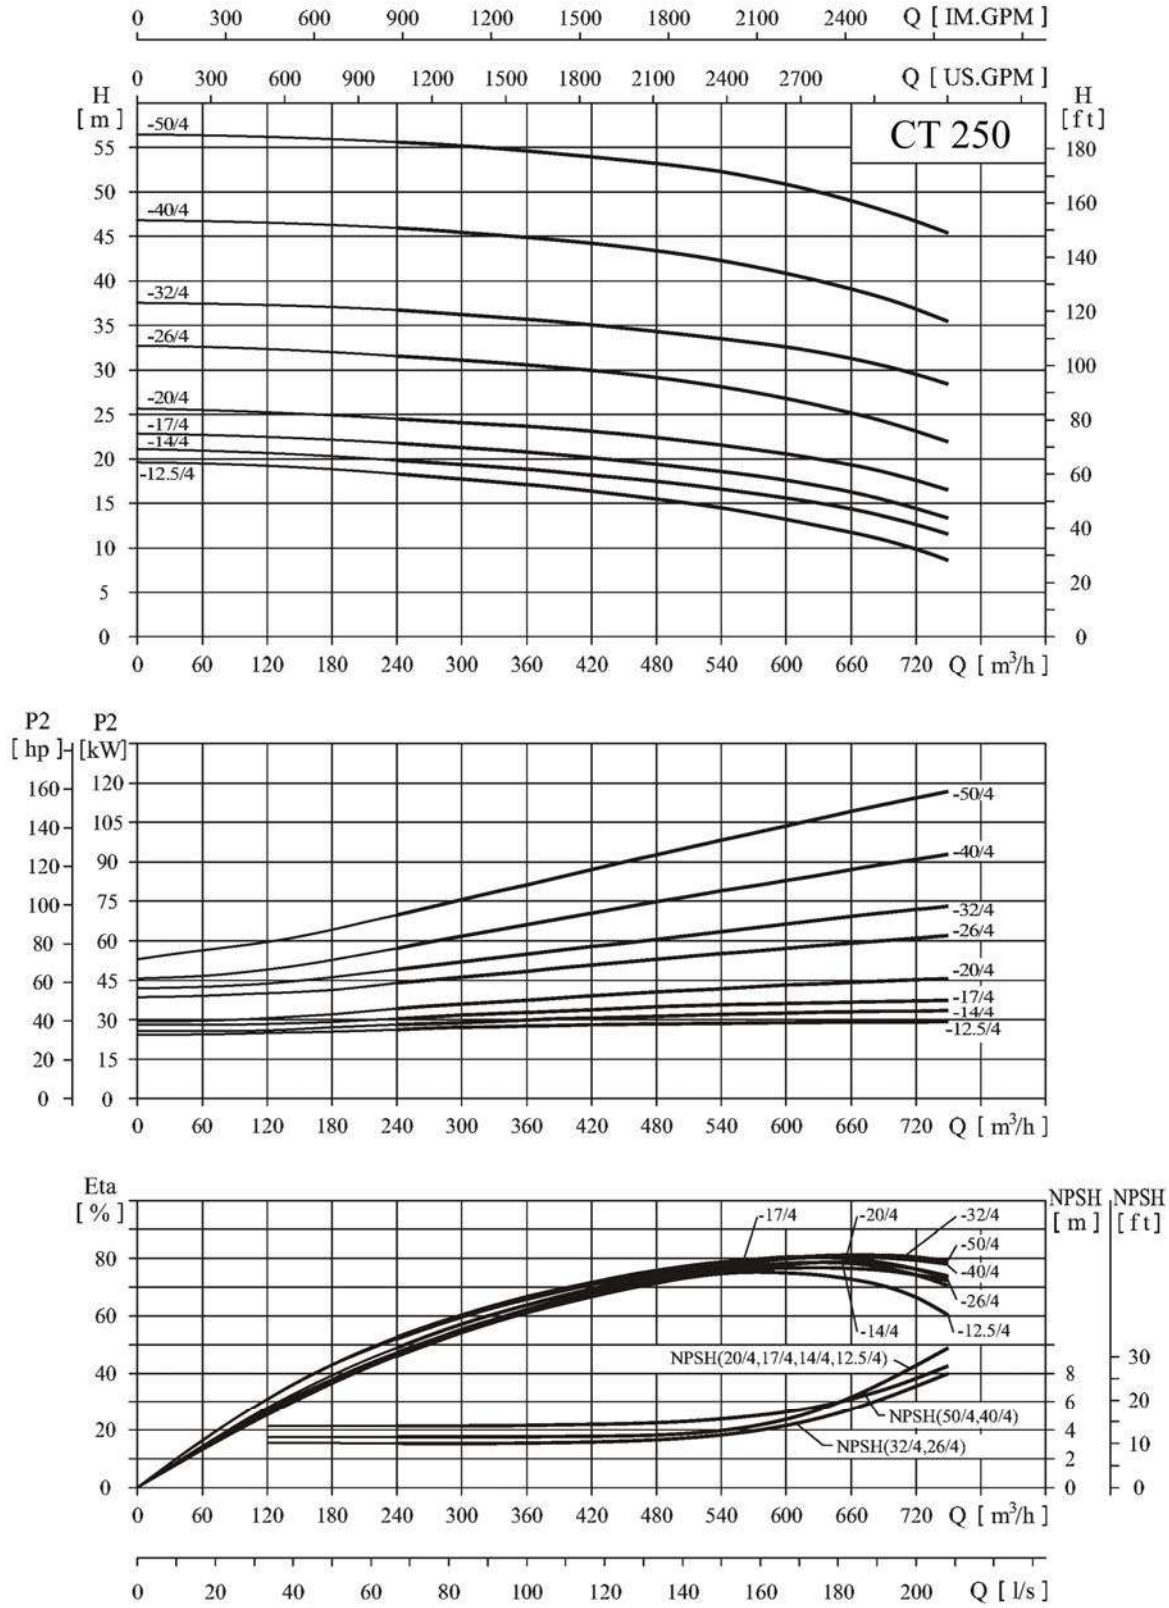 0 300 600 900 1200 1500 1800 2100 2400 Q [ IM.GPM ]
0 300 600 900 1200 1500 1800 2100 2400 2700 Q [ US.GPM ]
H
[ m ]
H
[ ft ]
CT 250
-50/4
55
180
50
160
-40/4
45
140
40
-32/4
120
35
-26/4
100
30
-20/4
25
80
-17/4
-14/4
20
60
-12.5/4
15
40
10
20
5
0
0
0 60 120 180 240 300 360 420 480 540 600 660 720 Q [ m³/h ]
P2
[ hp ]
P2
[kW]
160
120
-50/4
140
105
120
90
-40/4
100
75
-32/4
80
60
-26/4
60
45
-20/4
-17/4
40
30
-14/4
-12.5/4
20
15
0
0
0 60 120 180 240 300 360 420 480 540 600 660 720 Q [ m³/h ]
Eta
[ % ]
NPSH
[ m ]
NPSH
[ ft ]
-17/4 -20/4 -32/4
-50/4
80
-40/4
-26/4
60
-14/4 -12.5/4
NPSH(20/4,17/4,14/4,12.5/4)
30
40
8
6
20
NPSH(50/4,40/4)
20
4
NPSH(32/4,26/4)
10
2
0
0
0
0 60 120 180 240 300 360 420 480 540 600 660 720 Q [ m³/h ]
0 20 40 60 80 100 120 140 160 180 200 Q [ l/s ]